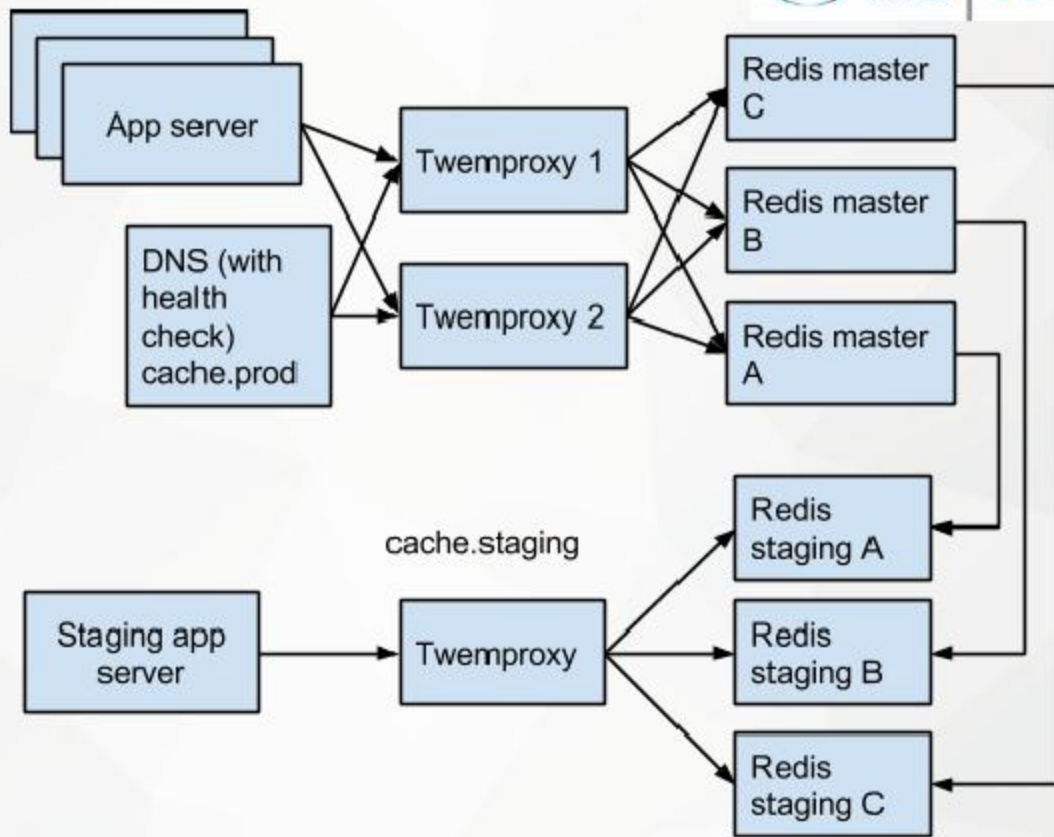 App server
DNS (with
health
check)
cache.prod
Twemproxy 1
Twemproxy 2
Redis master
C
Redis master
B
Redis master
A
cache.staging
Staging app
server
Twemproxy
Redis
staging A
Redis
staging B
Redis
staging C